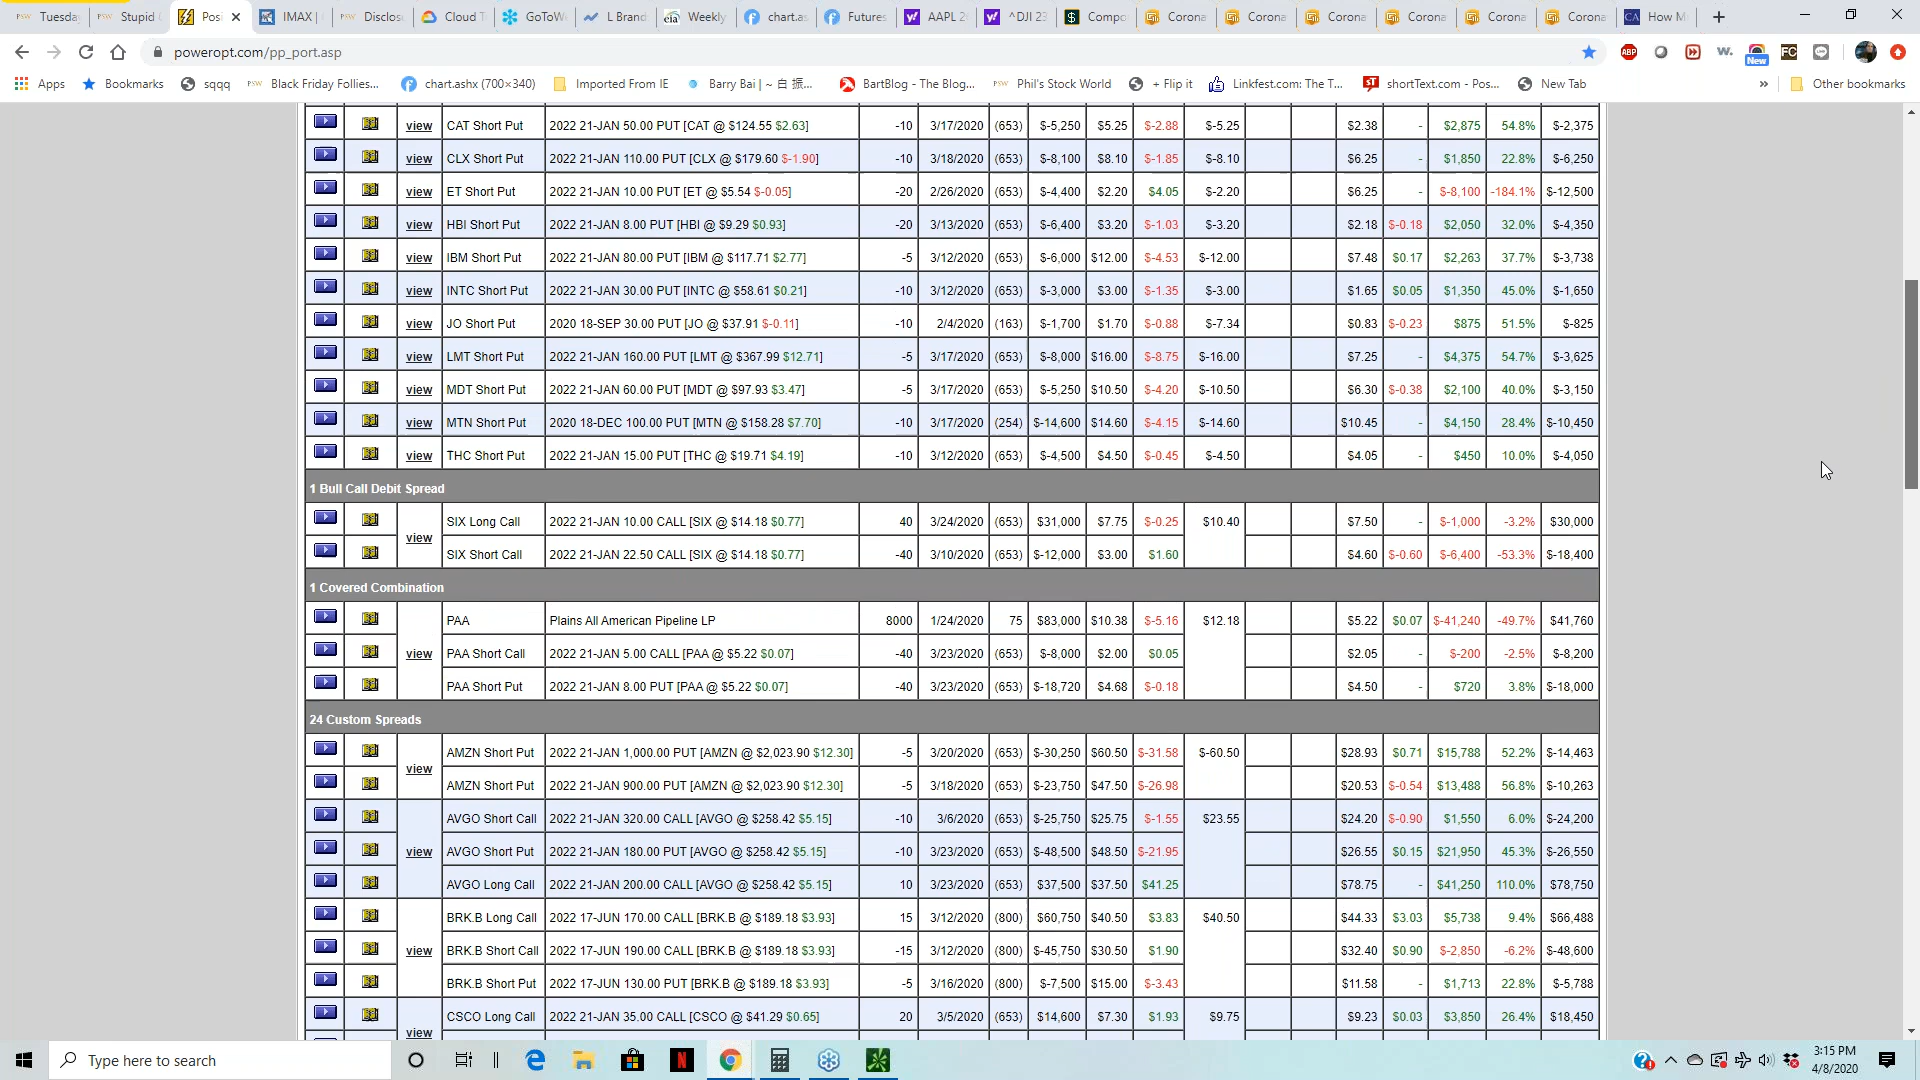 Tuesday Stupid Posi IMAX | Disclos Cloud T GoToW L Bran Weekly chart.as Futures AAPL 2 ^DJI 23 Compo Corona Corona Corona Corona Corona Corona How M
poweropt.com/pp_port.asp
Apps Bookmarks sqqq Black Friday Follies... chart.ashx (700×340) Imported From IE Barry Bai | ~ 白 振... BartBlog - The Blog... Phil's Stock World + Flip it Linkfest.com: The T... shortText.com - Pos... New Tab » Other bookmarks
view CAT Short Put 2022 21-JAN 50.00 PUT [CAT @ $124.55 $2.63] -10 3/17/2020 (653) $-5,250 $5.25 $-2.88 $-5.25 $2.38 - $2,875 54.8% $-2,375
view CLX Short Put 2022 21-JAN 110.00 PUT [CLX @ $179.60 $-1.90] -10 3/18/2020 (653) $-8,100 $8.10 $-1.85 $-8.10 $6.25 - $1,850 22.8% $-6,250
view ET Short Put 2022 21-JAN 10.00 PUT [ET @ $5.54 $-0.05] -20 2/26/2020 (653) $-4,400 $2.20 $4.05 $-2.20 $6.25 - $-8,100 -184.1% $-12,500
view HBI Short Put 2022 21-JAN 8.00 PUT [HBI @ $9.29 $0.93] -20 3/13/2020 (653) $-6,400 $3.20 $-1.03 $-3.20 $2.18 $-0.18 $2,050 32.0% $-4,350
view IBM Short Put 2022 21-JAN 80.00 PUT [IBM @ $117.71 $2.77] -5 3/12/2020 (653) $-6,000 $12.00 $-4.53 $-12.00 $7.48 $0.17 $2,263 37.7% $-3,738
view INTC Short Put 2022 21-JAN 30.00 PUT [INTC @ $58.61 $0.21] -10 3/12/2020 (653) $-3,000 $3.00 $-1.35 $-3.00 $1.65 $0.05 $1,350 45.0% $-1,650
view JO Short Put 2020 18-SEP 30.00 PUT [JO @ $37.91 $-0.11] -10 2/4/2020 (163) $-1,700 $1.70 $-0.88 $-7.34 $0.83 $-0.23 $875 51.5% $-825
view LMT Short Put 2022 21-JAN 160.00 PUT [LMT @ $367.99 $12.71] -5 3/17/2020 (653) $-8,000 $16.00 $-8.75 $-16.00 $7.25 - $4,375 54.7% $-3,625
view MDT Short Put 2022 21-JAN 60.00 PUT [MDT @ $97.93 $3.47] -5 3/17/2020 (653) $-5,250 $10.50 $-4.20 $-10.50 $6.30 $-0.38 $2,100 40.0% $-3,150
view MTN Short Put 2020 18-DEC 100.00 PUT [MTN @ $158.28 $7.70] -10 3/17/2020 (254) $-14,600 $14.60 $-4.15 $-14.60 $10.45 - $4,150 28.4% $-10,450
view THC Short Put 2022 21-JAN 15.00 PUT [THC @ $19.71 $4.19] -10 3/12/2020 (653) $-4,500 $4.50 $-0.45 $-4.50 $4.05 - $450 10.0% $-4,050
1 Bull Call Debit Spread
view SIX Long Call 2022 21-JAN 10.00 CALL [SIX @ $14.18 $0.77] 40 3/24/2020 (653) $31,000 $7.75 $-0.25 $10.40 $7.50 - $-1,000 -3.2% $30,000
SIX Short Call 2022 21-JAN 22.50 CALL [SIX @ $14.18 $0.77] -40 3/10/2020 (653) $-12,000 $3.00 $1.60 $4.60 $-0.60 $-6,400 -53.3% $-18,400
1 Covered Combination
PAA Plains All American Pipeline LP 8000 1/24/2020 75 $83,000 $10.38 $-5.16 $12.18 $5.22 $0.07 $-41,240 -49.7% $41,760
view PAA Short Call 2022 21-JAN 5.00 CALL [PAA @ $5.22 $0.07] -40 3/23/2020 (653) $-8,000 $2.00 $0.05 $2.05 - $-200 -2.5% $-8,200
PAA Short Put 2022 21-JAN 8.00 PUT [PAA @ $5.22 $0.07] -40 3/23/2020 (653) $-18,720 $4.68 $-0.18 $4.50 - $720 3.8% $-18,000
24 Custom Spreads
view AMZN Short Put 2022 21-JAN 1,000.00 PUT [AMZN @ $2,023.90 $12.30] -5 3/20/2020 (653) $-30,250 $60.50 $-31.58 $-60.50 $28.93 $0.71 $15,788 52.2% $-14,463
AMZN Short Put 2022 21-JAN 900.00 PUT [AMZN @ $2,023.90 $12.30] -5 3/18/2020 (653) $-23,750 $47.50 $-26.98 $20.53 $-0.54 $13,488 56.8% $-10,263
AVGO Short Call 2022 21-JAN 320.00 CALL [AVGO @ $258.42 $5.15] -10 3/6/2020 (653) $-25,750 $25.75 $-1.55 $23.55 $24.20 $-0.90 $1,550 6.0% $-24,200
view AVGO Short Put 2022 21-JAN 180.00 PUT [AVGO @ $258.42 $5.15] -10 3/23/2020 (653) $-48,500 $48.50 $-21.95 $26.55 $0.15 $21,950 45.3% $-26,550
AVGO Long Call 2022 21-JAN 200.00 CALL [AVGO @ $258.42 $5.15] 10 3/23/2020 (653) $37,500 $37.50 $41.25 $78.75 - $41,250 110.0% $78,750
BRK.B Long Call 2022 17-JUN 170.00 CALL [BRK.B @ $189.18 $3.93] 15 3/12/2020 (800) $60,750 $40.50 $3.83 $40.50 $44.33 $3.03 $5,738 9.4% $66,488
view BRK.B Short Call 2022 17-JUN 190.00 CALL [BRK.B @ $189.18 $3.93] -15 3/12/2020 (800) $-45,750 $30.50 $1.90 $32.40 $0.90 $-2,850 -6.2% $-48,600
BRK.B Short Put 2022 17-JUN 130.00 PUT [BRK.B @ $189.18 $3.93] -5 3/16/2020 (800) $-7,500 $15.00 $-3.43 $11.58 - $1,713 22.8% $-5,788
view CSCO Long Call 2022 21-JAN 35.00 CALL [CSCO @ $41.29 $0.65] 20 3/5/2020 (653) $14,600 $7.30 $1.93 $9.75 $9.23 $0.03 $3,850 26.4% $18,450
Type here to search
3:15 PM
4/8/2020